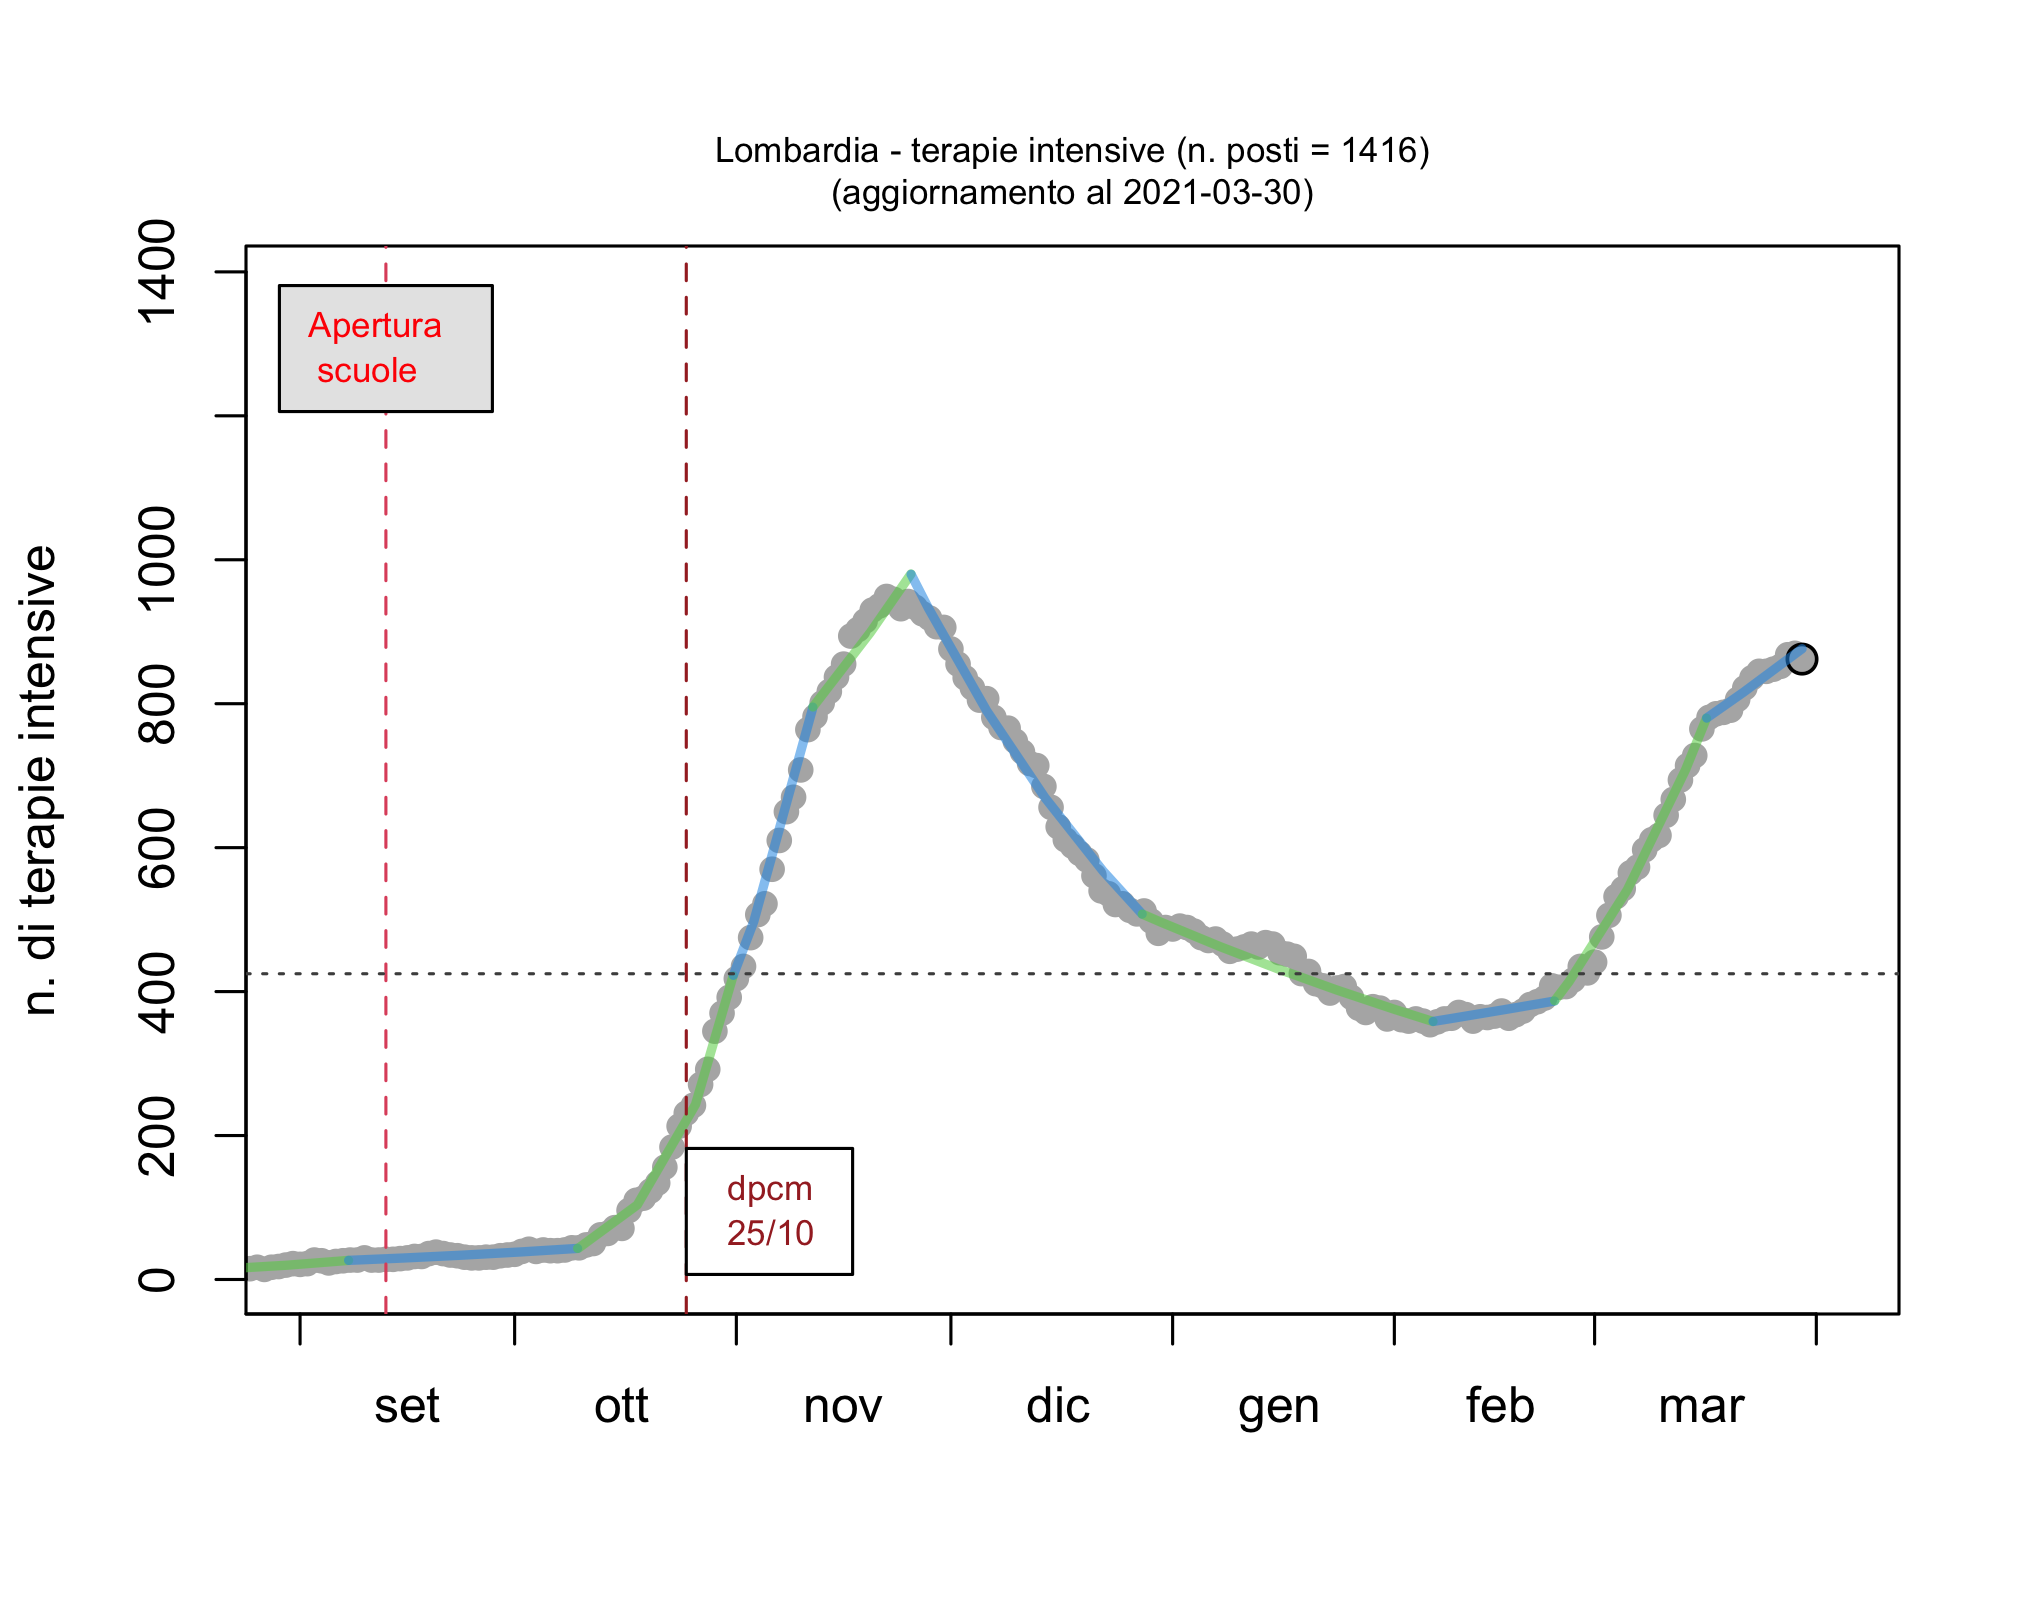 Lombardia - terapie intensive (n. posti = 1416)
(aggiornamento al 2021-03-30)
n. di terapie intensive
1400
1000
800
600
400
200
0
Apertura
scuole
dpcm
25/10
set
ott
nov
dic
gen
feb
mar